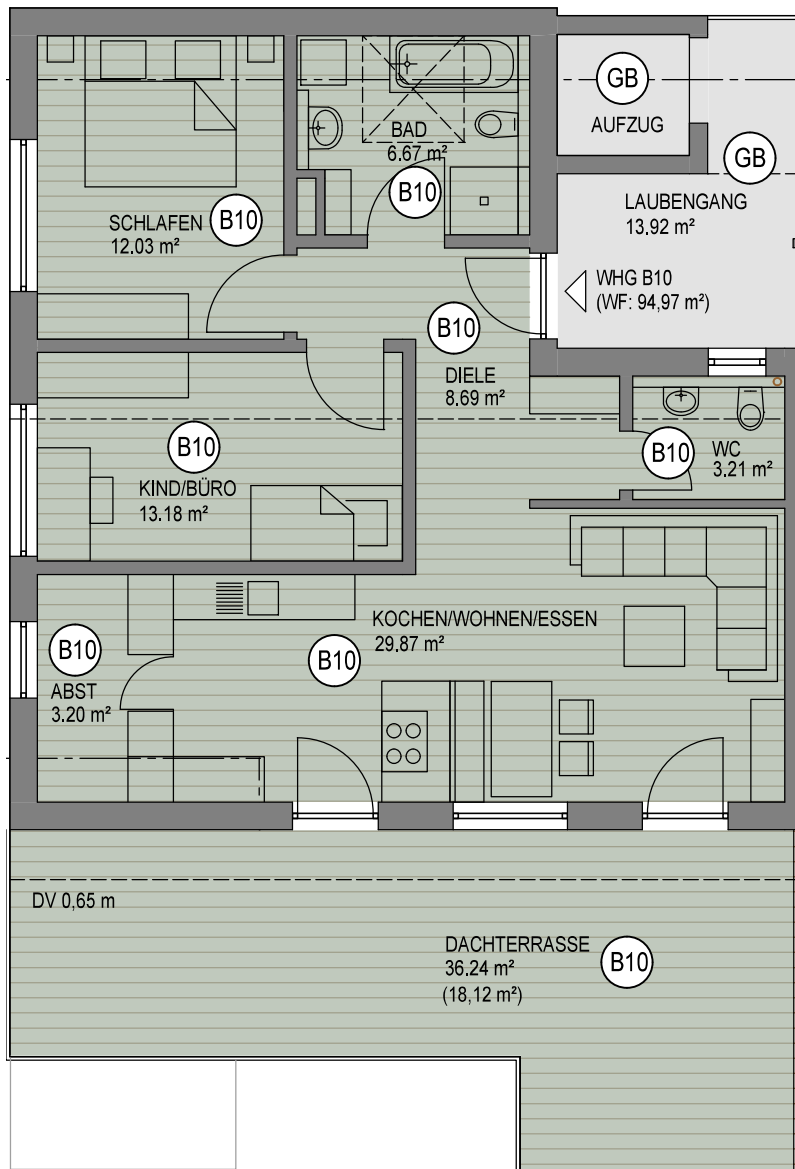 GB
AUFZUG
GB
LAUBENGANG
13.92 m²
WHG B10
(WF: 94,97 m²)
BAD
6.67 m²
B10
SCHLAFEN
12.03 m²
B10
B10
DIELE
8.69 m²
B10
KIND/BÜRO
13.18 m²
B10
WC
3.21 m²
KOCHEN/WOHNEN/ESSEN
29.87 m²
B10
B10
ABST
3.20 m²
DV 0,65 m
DACHTERRASSE
36.24 m²
(18,12 m²)
B10